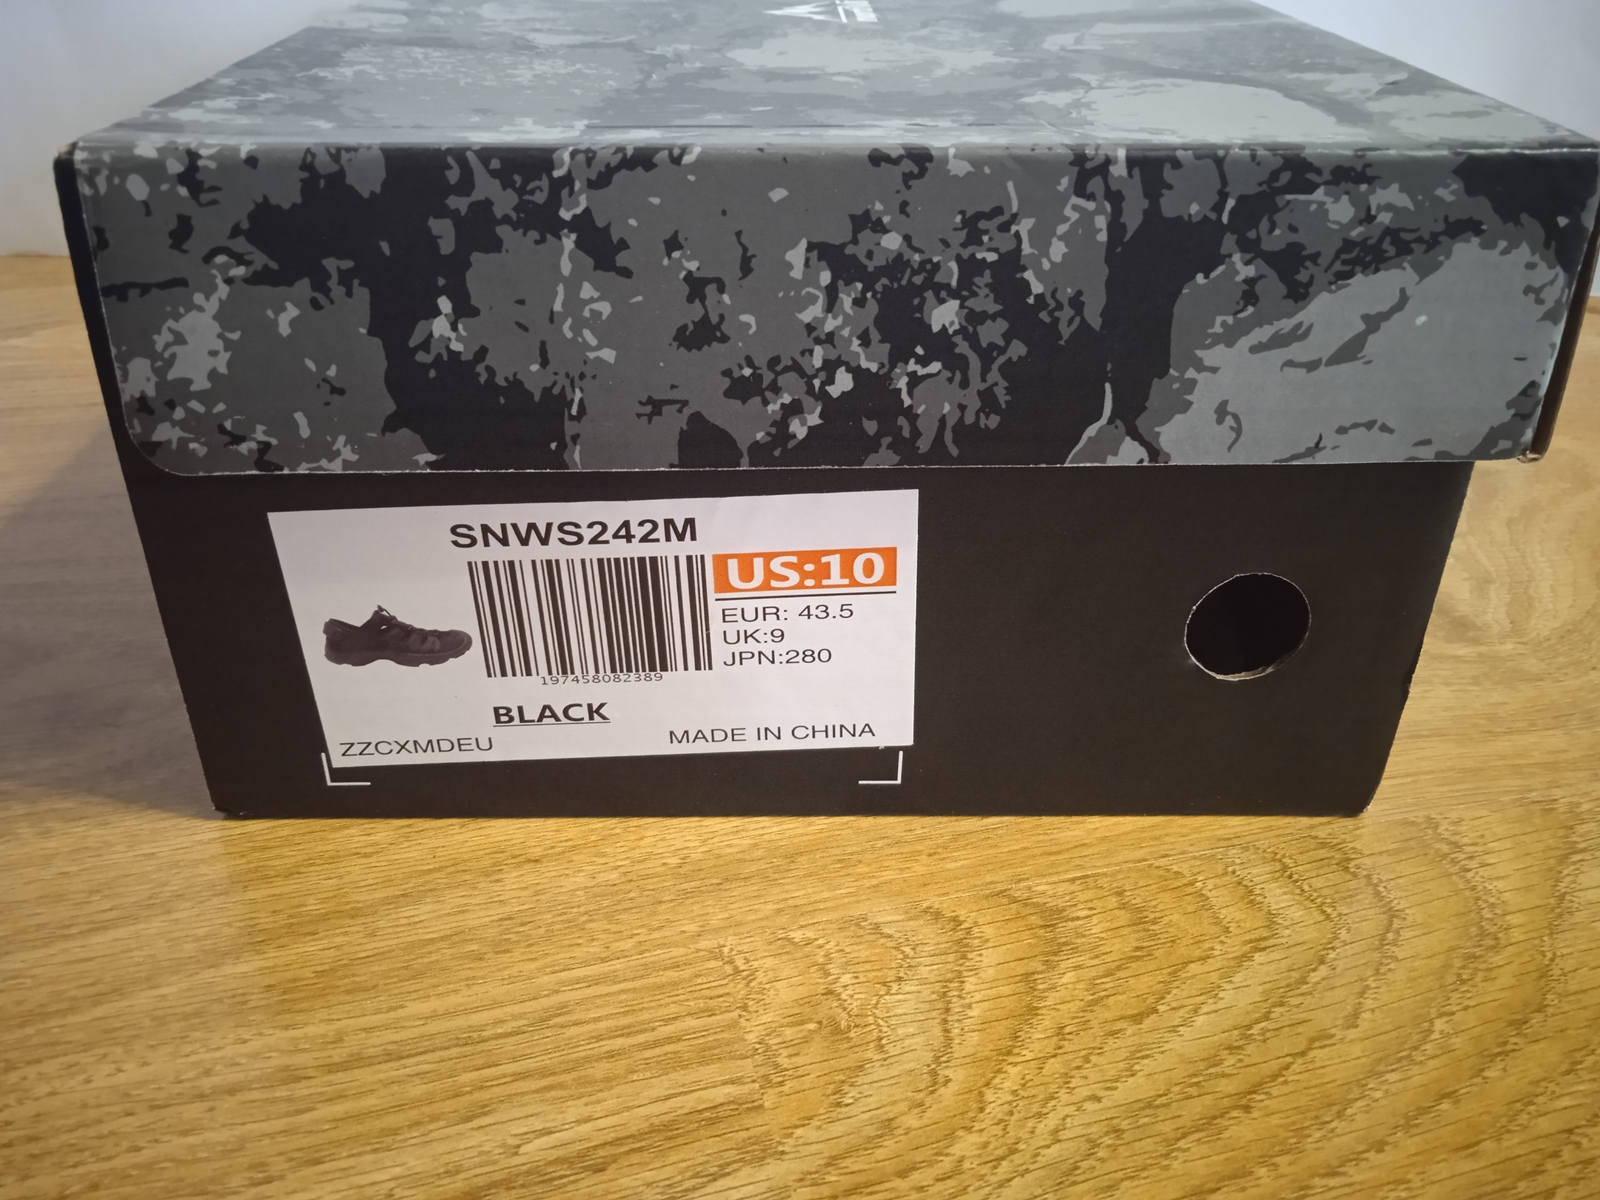 SNWS242M
US:10
EUR: 43.5
UK:9
JPN:280
197458082389
BLACK
ZZCXMDEU
MADE IN CHINA